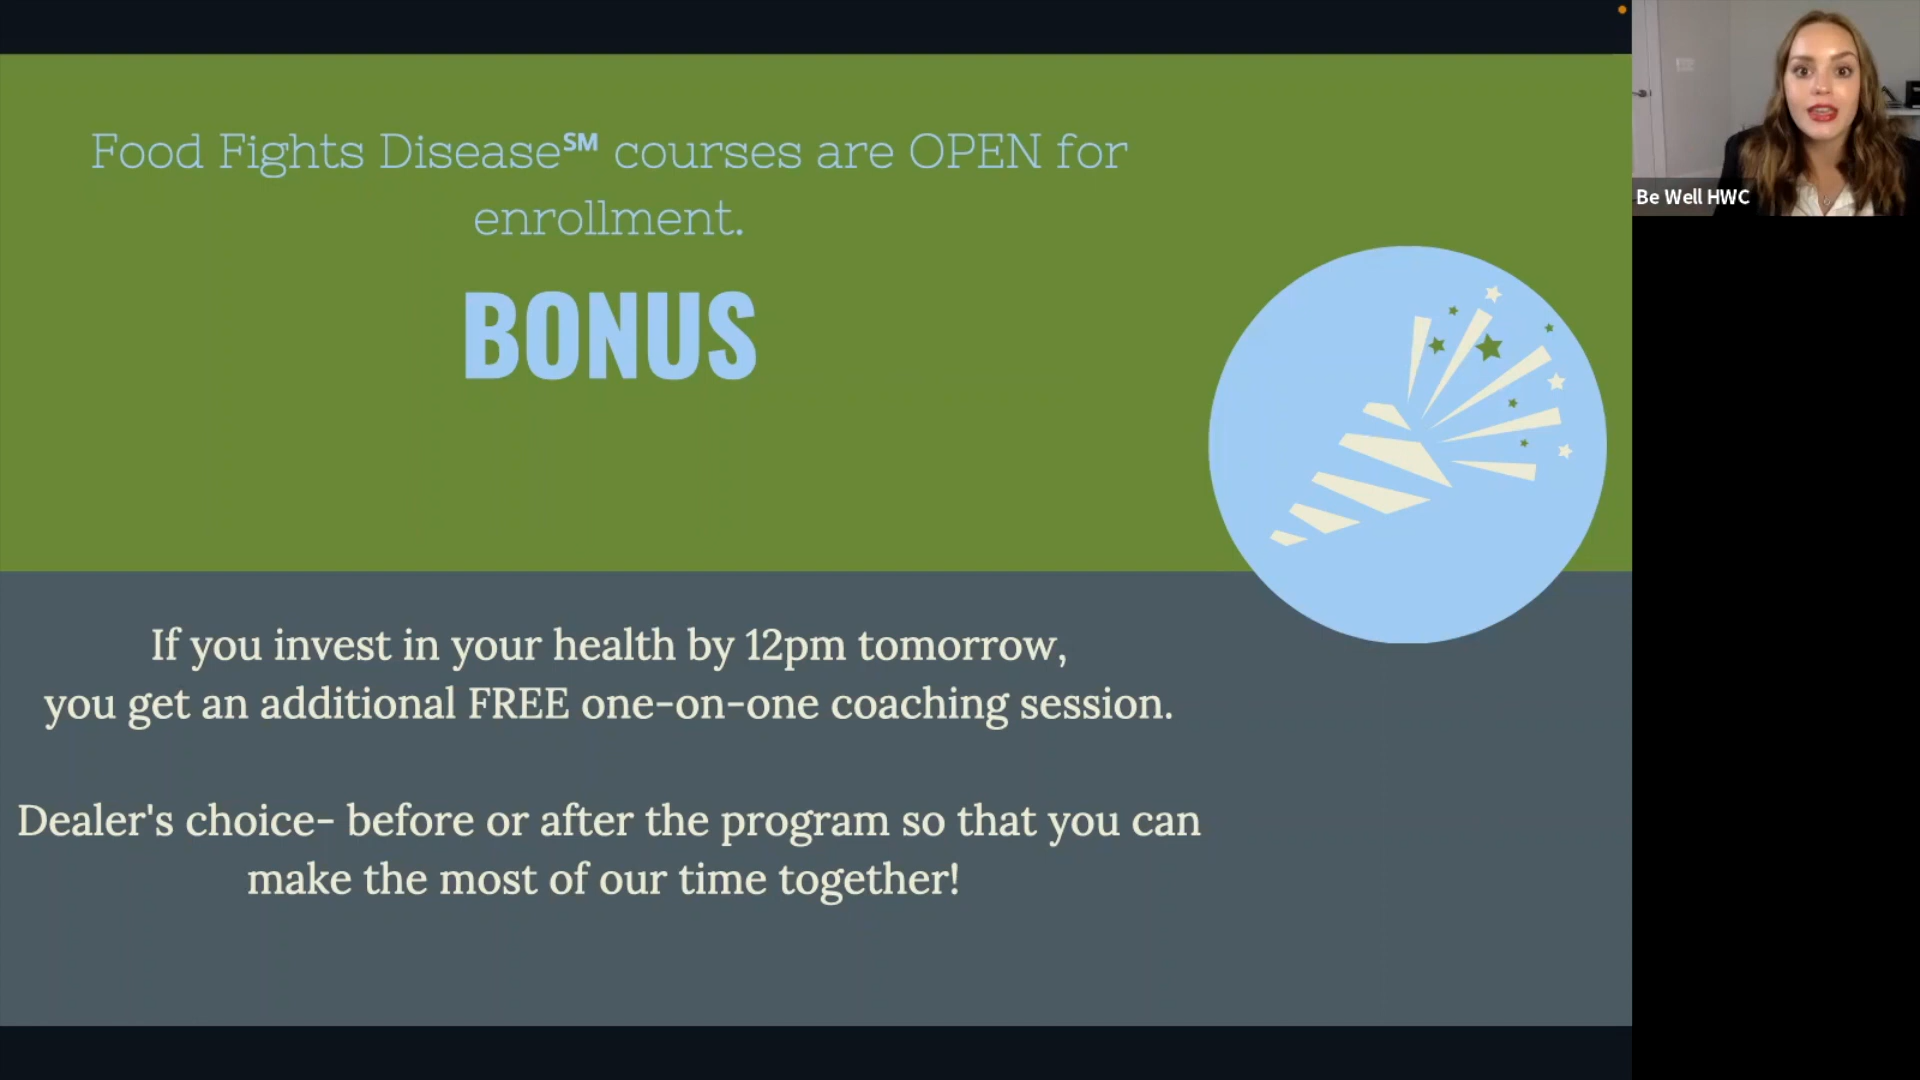 Food Fights Disease℠ courses are OPEN for
enrollment.
BONUS
If you invest in your health by 12pm tomorrow,
you get an additional FREE one-on-one coaching session.
Dealer's choice- before or after the program so that you can
make the most of our time together!
Be Well HWC